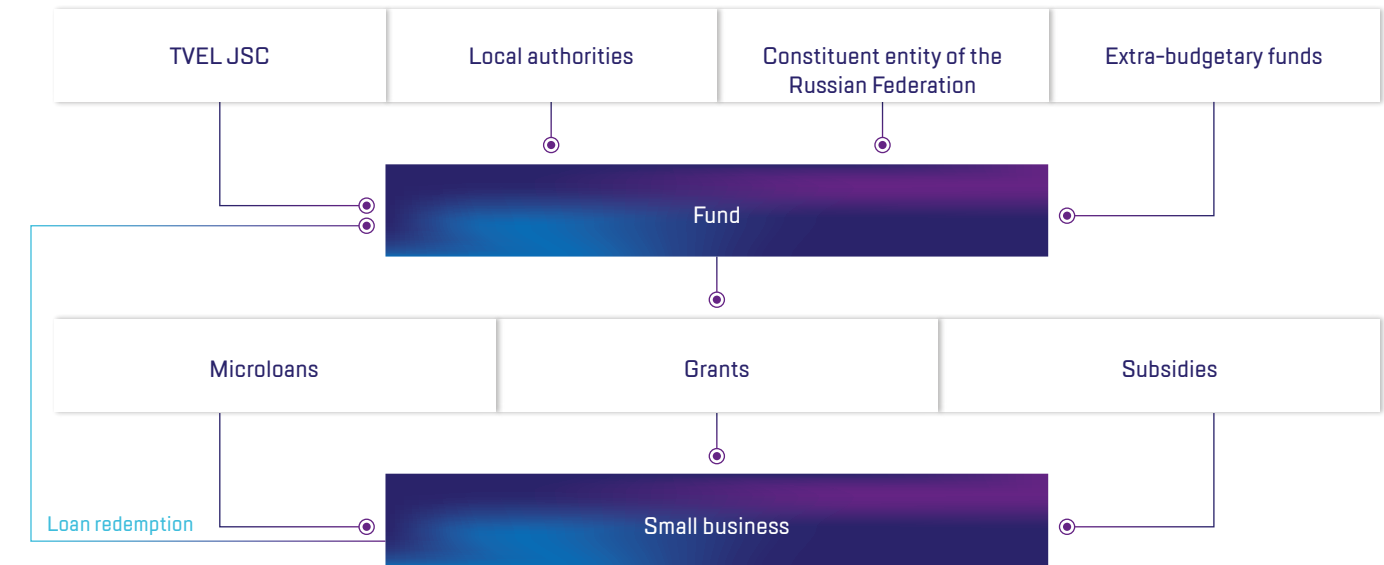 TVEL JSC
Local authorities
Constituent entity of the
Russian Federation
Extra-budgetary funds
Fund
Microloans
Grants
Subsidies
Loan redemption
Small business